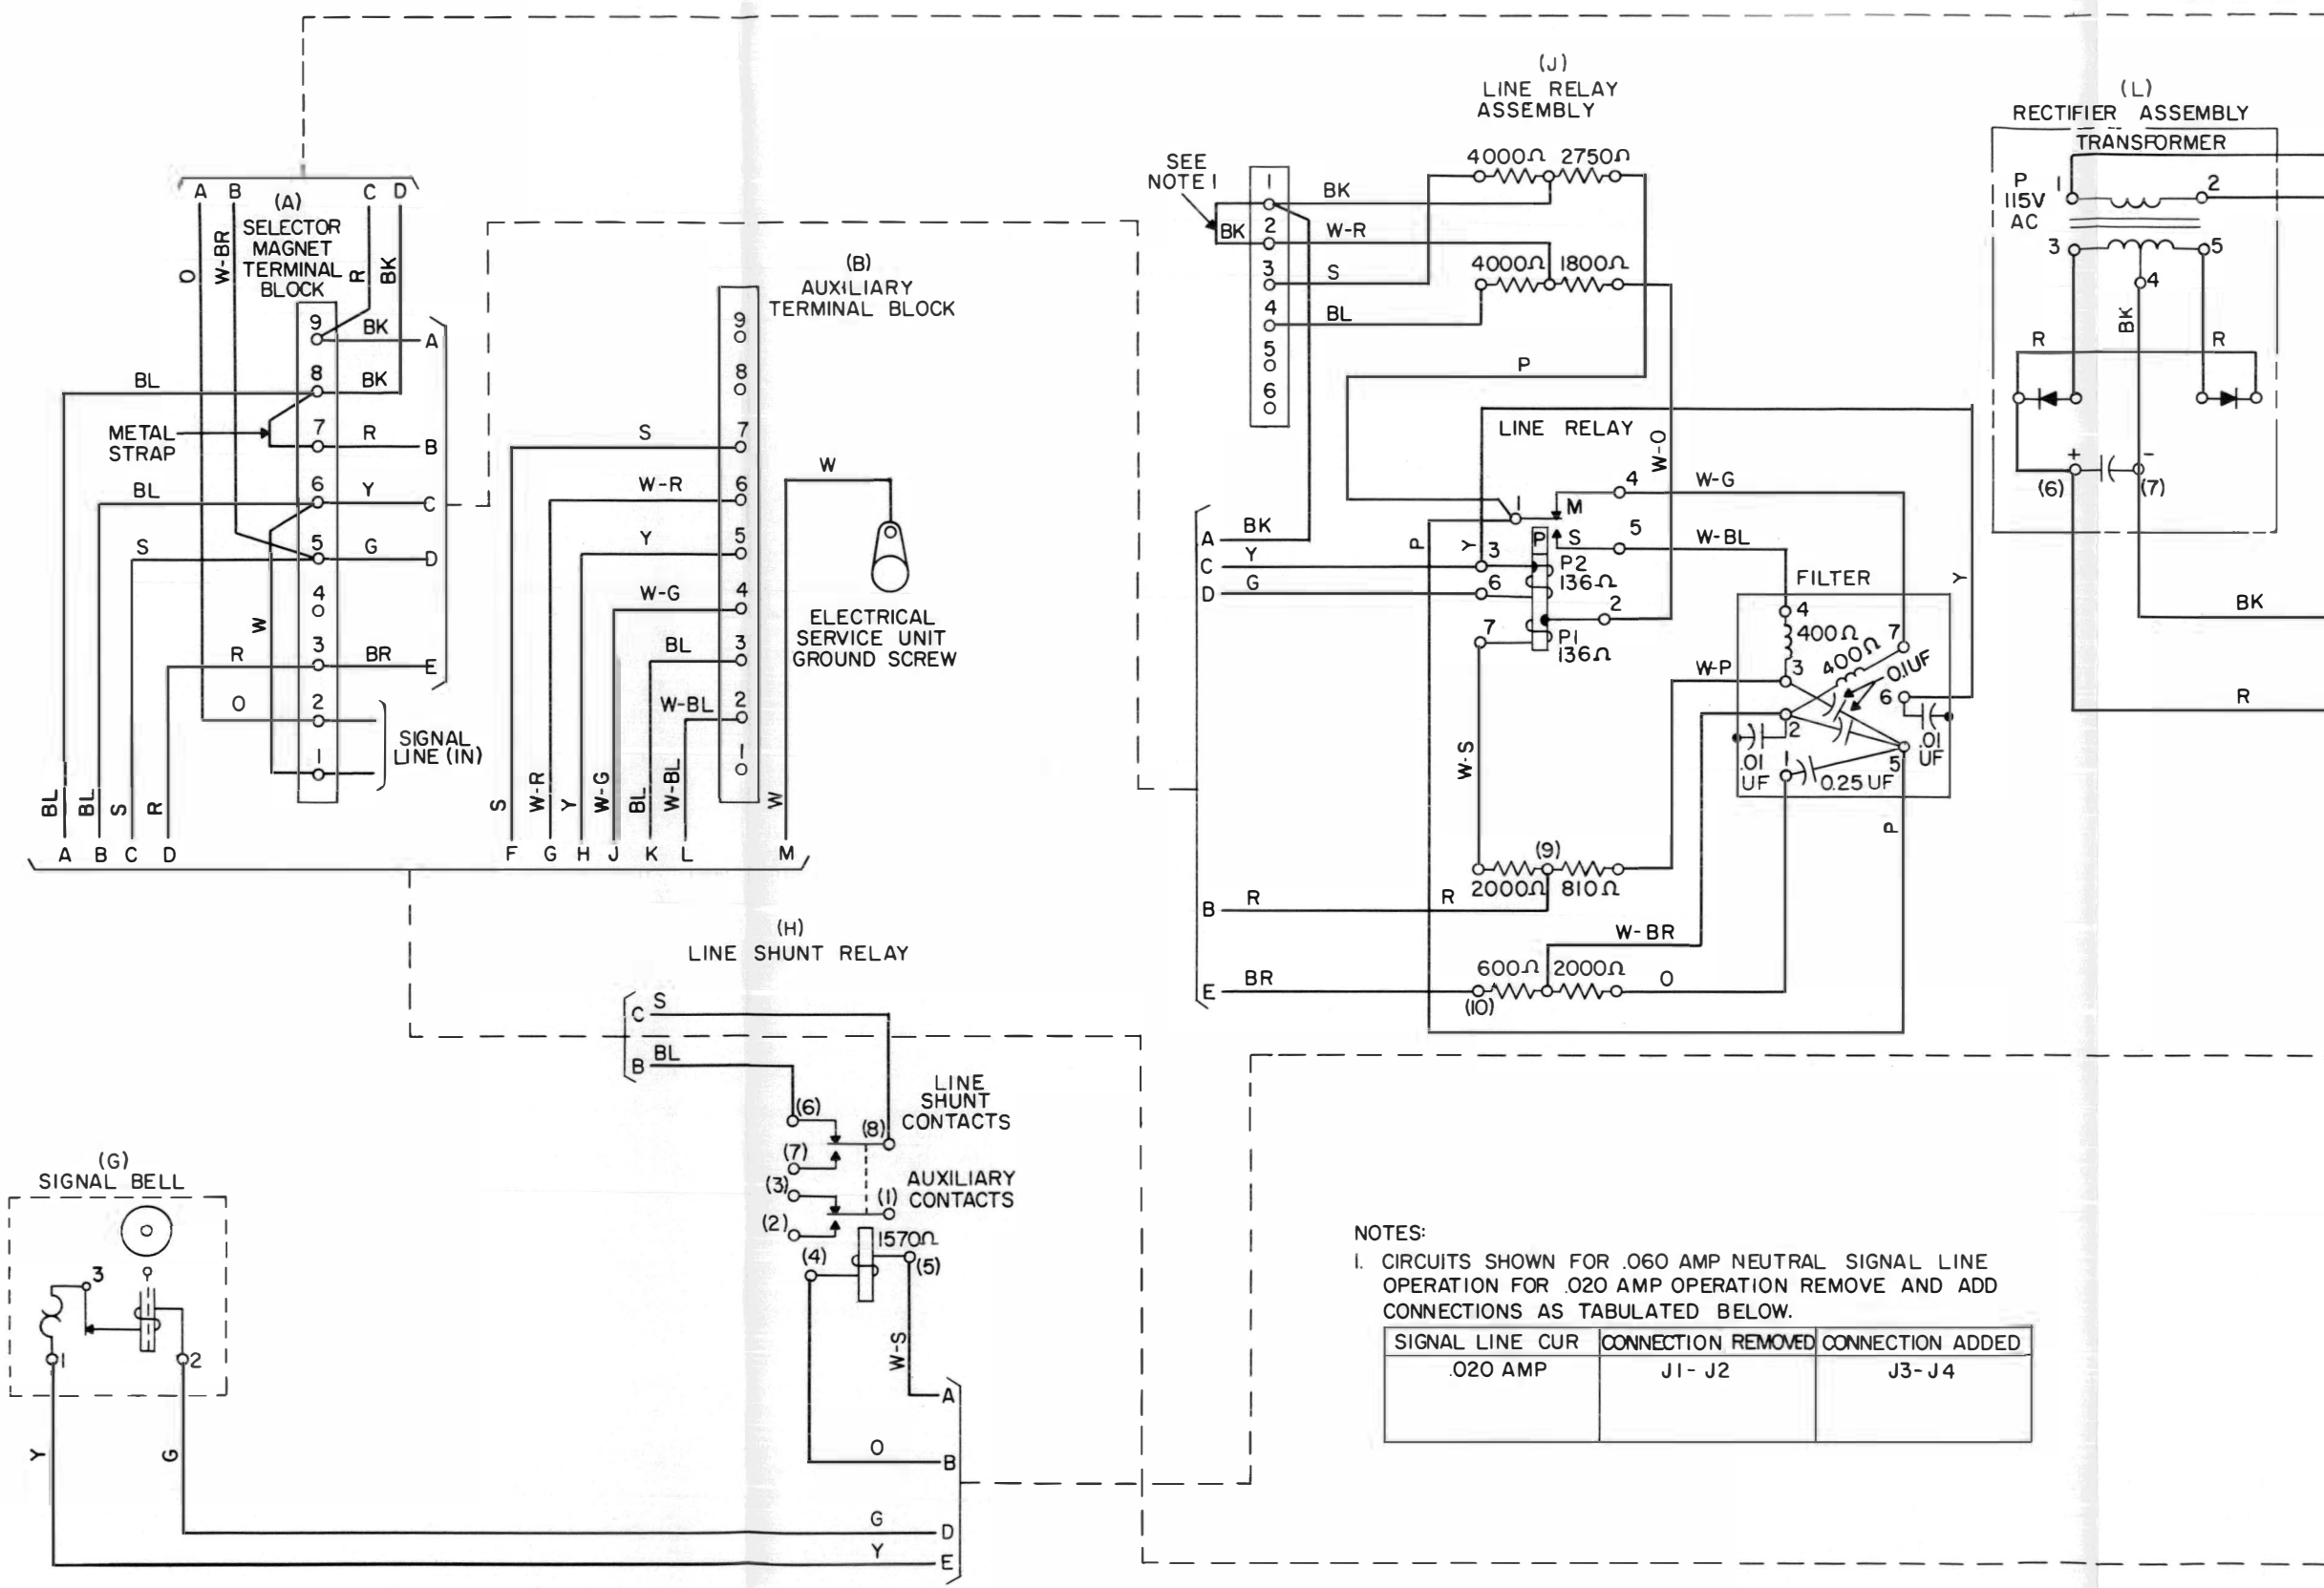 (J)
LINE RELAY
ASSEMBLY
(L)
RECTIFIER ASSEMBLY
TRANSFORMER
P
115V
AC
1
2
3
5
4
BK
R
R
+
-
(6)
(7)
BK
R
A B C D
(A)
SELECTOR
MAGNET
TERMINAL
BLOCK
O
W-BR
R
BK
9
BK
A
BL
8
BK
METAL
STRAP
7
R
B
BL
6
Y
C
S
5
G
D
4
W
R
3
BR
E
O
2
1
SIGNAL
LINE (IN)
BL
BL
S
R
A B C D
(B)
AUXILIARY
TERMINAL BLOCK
9
8
S
7
W-R
6
Y
5
W-G
4
BL
3
W-BL
2
1
W
ELECTRICAL
SERVICE UNIT
GROUND SCREW
S
W-R
Y
W-G
BL
W-BL
W
F G H J K L M
SEE
NOTE 1
BK
1
BK
2
W-R
3
S
4
BL
5
6
4000Ω 2750Ω
4000Ω 1800Ω
P
LINE RELAY
W-O
4
W-G
1
M
P
S
5
W-BL
A
BK
C
Y
D
G
P
Y
3
6
P2
136Ω
2
7
P1
136Ω
FILTER
Y
4
400Ω
7
400Ω
0.1UF
3
6
2
.01
UF
.01
UF
1
5
0.25 UF
W-P
W-S
P
(9)
2000Ω 810Ω
B
R
R
W-BR
600Ω 2000Ω
O
E
BR
(10)
(H)
LINE SHUNT RELAY
C
S
B
BL
LINE
SHUNT
CONTACTS
(6)
(8)
(7)
(3)
AUXILIARY
CONTACTS
(1)
(2)
1570Ω
(4)
(5)
W-S
A
O
B
G
D
Y
E
(G)
SIGNAL BELL
3
1
2
Y
G
NOTES:
1. CIRCUITS SHOWN FOR .060 AMP NEUTRAL SIGNAL LINE
OPERATION FOR .020 AMP OPERATION REMOVE AND ADD
CONNECTIONS AS TABULATED BELOW.
SIGNAL LINE CUR CONNECTION REMOVED CONNECTION ADDED
.020 AMP J1-J2 J3-J4